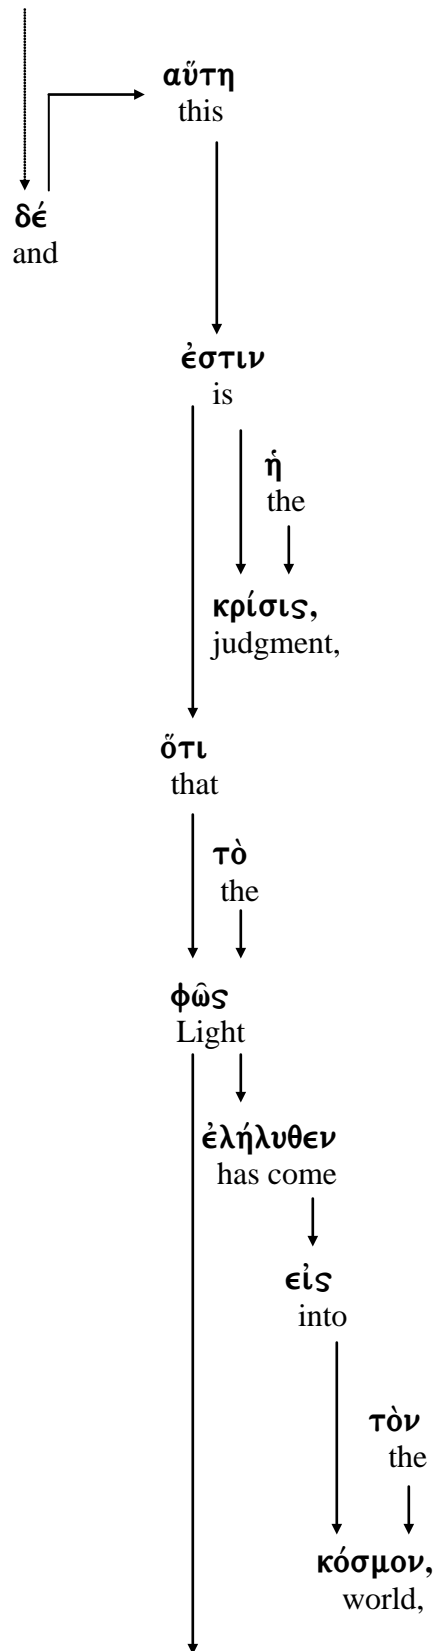 αὕτη
this
δέ
and
ἐστιν
is
ἡ
the
κρίσις,
judgment,
ὅτι
that
τὸ
the
φῶς
Light
ἐλήλυθεν
has come
εἰς
into
τὸν
the
κόσμον,
world,